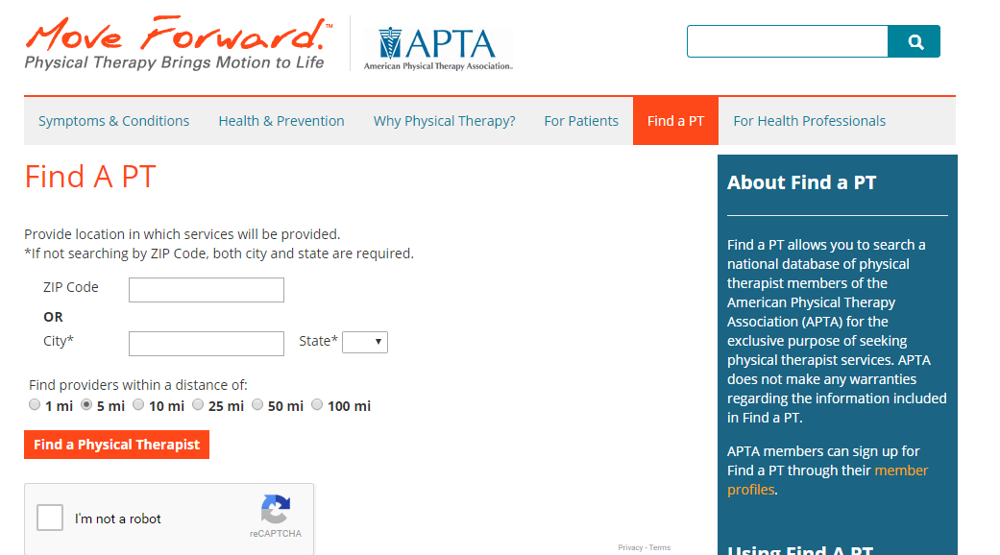 Move Forward.™
Physical Therapy Brings Motion to Life
APTA
American Physical Therapy Association.
Symptoms & Conditions
Health & Prevention
Why Physical Therapy?
For Patients
Find a PT
For Health Professionals
Find A PT
Provide location in which services will be provided.
*If not searching by ZIP Code, both city and state are required.
ZIP Code
OR
City*
State*
Find providers within a distance of:
1 mi 5 mi 10 mi 25 mi 50 mi 100 mi
Find a Physical Therapist
I'm not a robot
reCAPTCHA
Privacy - Terms
About Find a PT
Find a PT allows you to search a
national database of physical
therapist members of the
American Physical Therapy
Association (APTA) for the
exclusive purpose of seeking
physical therapist services. APTA
does not make any warranties
regarding the information included
in Find a PT.
APTA members can sign up for
Find a PT through their member
profiles.
Using Find A PT